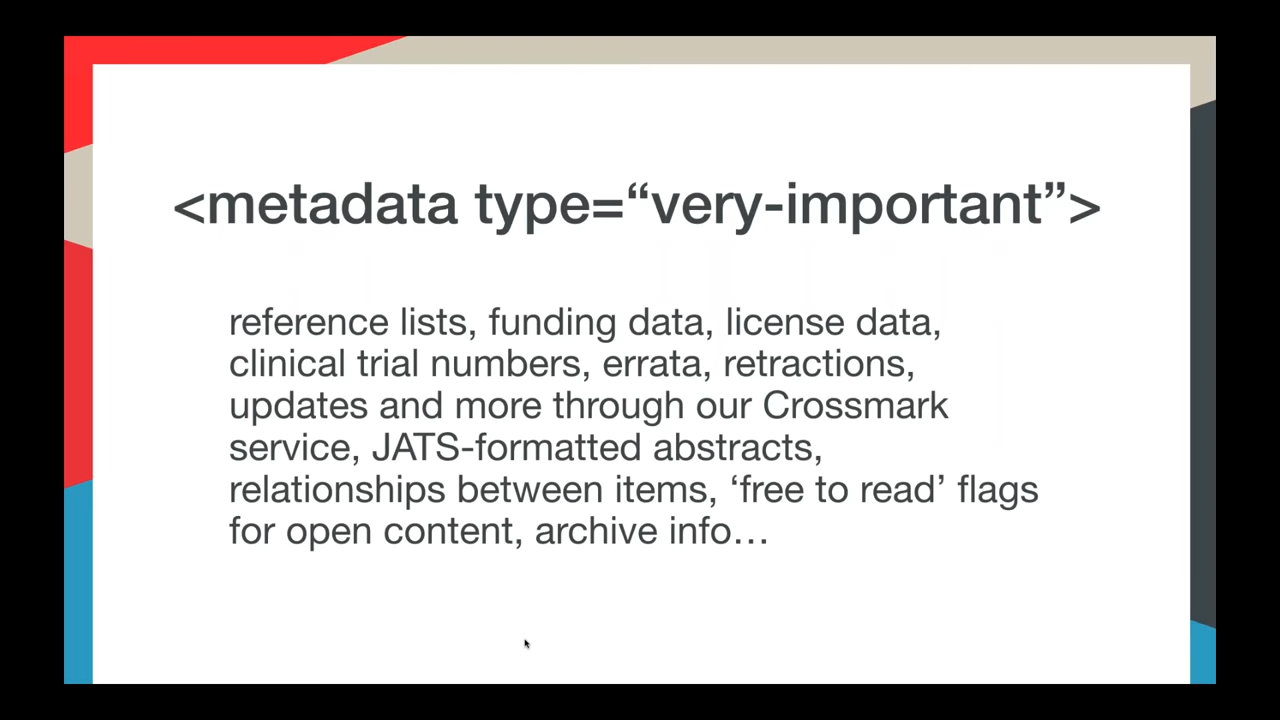 <metadata type=“very-important”>
reference lists, funding data, license data,
clinical trial numbers, errata, retractions,
updates and more through our Crossmark
service, JATS-formatted abstracts,
relationships between items, ‘free to read’ flags
for open content, archive info…